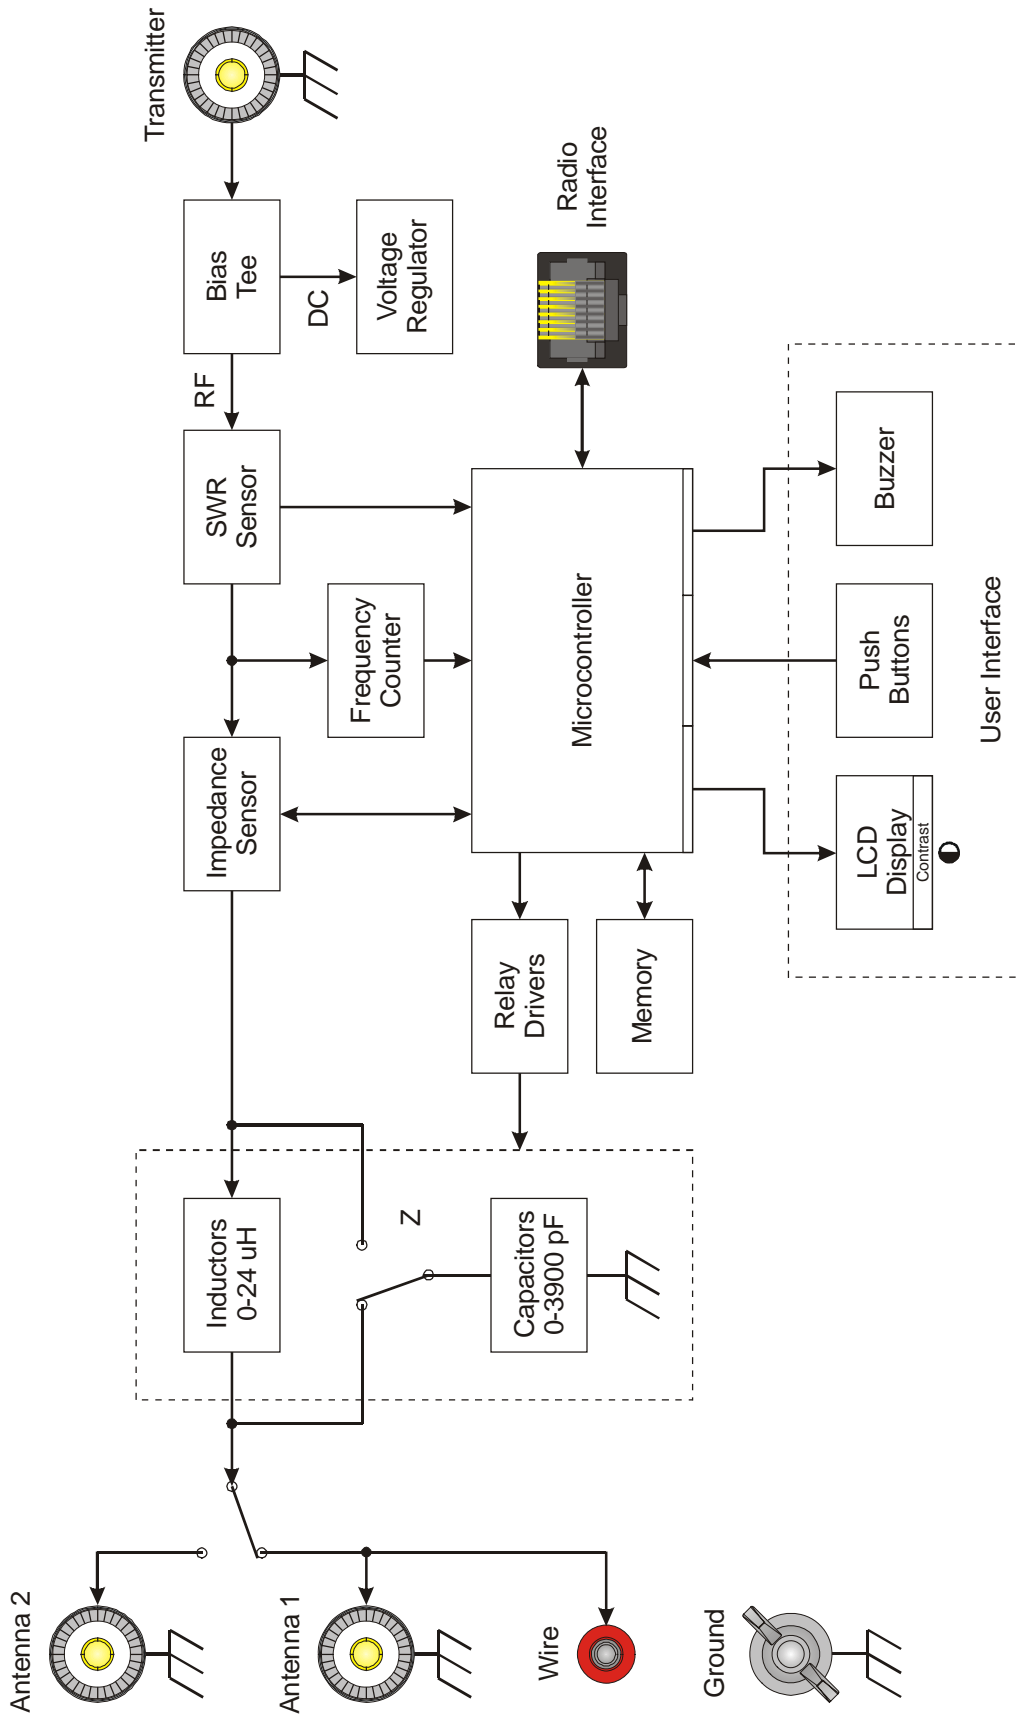 Transmitter
Bias
Tee
RF
DC
Voltage
Regulator
SWR
Sensor
Frequency
Counter
Impedance
Sensor
Radio
Interface
Microcontroller
Relay
Drivers
Memory
Buzzer
Push
Buttons
LCD
Display
Contrast
User Interface
Inductors
0-24 uH
Z
Capacitors
0-3900 pF
Antenna 2
Antenna 1
Wire
Ground